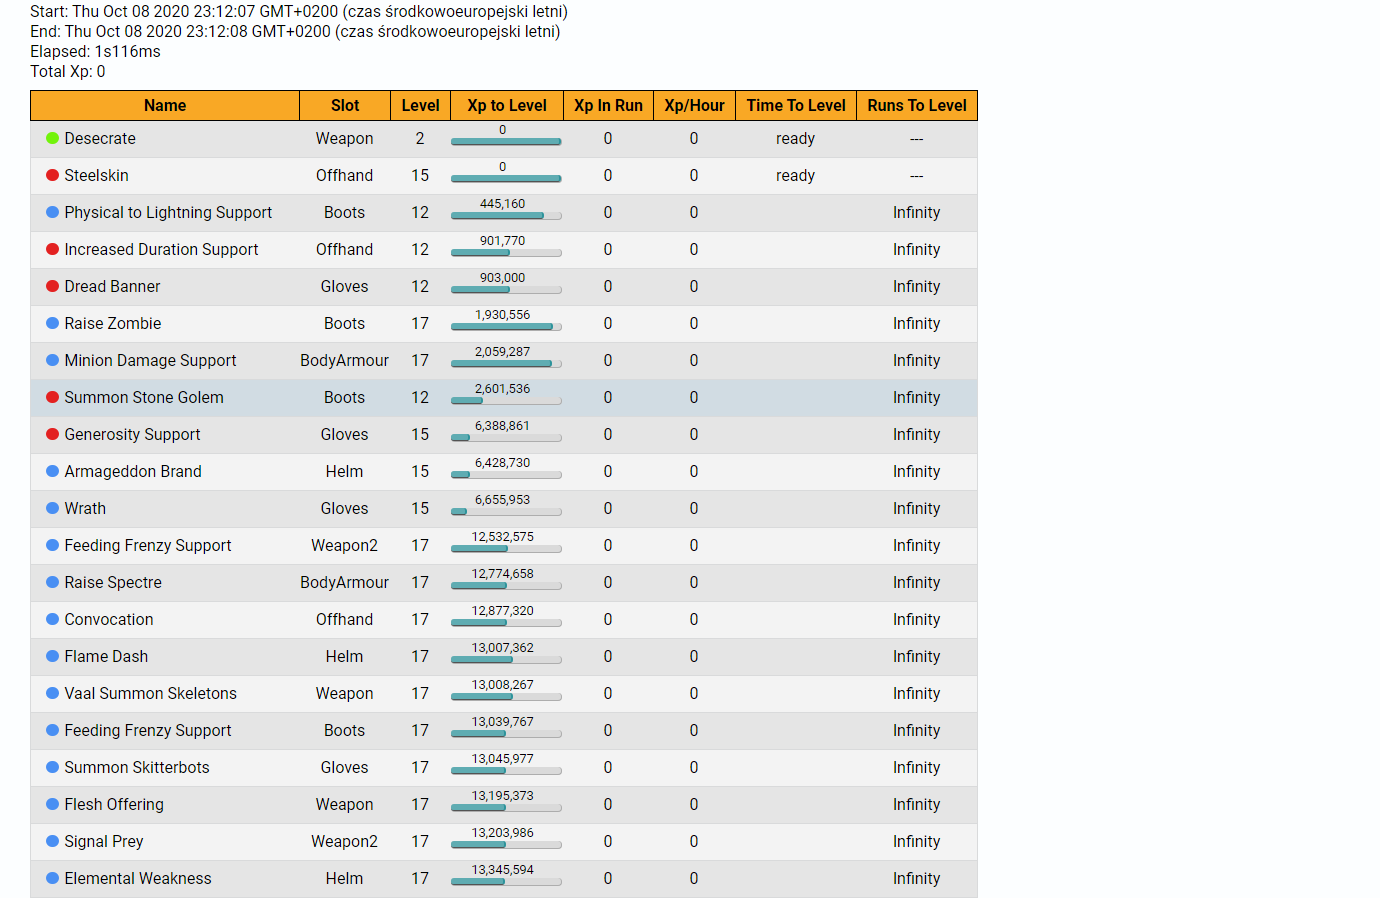 Start: Thu Oct 08 2020 23:12:07 GMT+0200 (czas środkowoeuropejski letni)
End: Thu Oct 08 2020 23:12:08 GMT+0200 (czas środkowoeuropejski letni)
Elapsed: 1s116ms
Total Xp: 0
Name Slot Level Xp to Level Xp In Run Xp/Hour Time To Level Runs To Level
Desecrate Weapon 2 0 0 0 ready ---
Steelskin Offhand 15 0 0 0 ready ---
Physical to Lightning Support Boots 12 445,160 0 0 Infinity
Increased Duration Support Offhand 12 901,770 0 0 Infinity
Dread Banner Gloves 12 903,000 0 0 Infinity
Raise Zombie Boots 17 1,930,556 0 0 Infinity
Minion Damage Support BodyArmour 17 2,059,287 0 0 Infinity
Summon Stone Golem Boots 12 2,601,536 0 0 Infinity
Generosity Support Gloves 15 6,388,861 0 0 Infinity
Armageddon Brand Helm 15 6,428,730 0 0 Infinity
Wrath Gloves 15 6,655,953 0 0 Infinity
Feeding Frenzy Support Weapon2 17 12,532,575 0 0 Infinity
Raise Spectre BodyArmour 17 12,774,658 0 0 Infinity
Convocation Offhand 17 12,877,320 0 0 Infinity
Flame Dash Helm 17 13,007,362 0 0 Infinity
Vaal Summon Skeletons Weapon 17 13,008,267 0 0 Infinity
Feeding Frenzy Support Boots 17 13,039,767 0 0 Infinity
Summon Skitterbots Gloves 17 13,045,977 0 0 Infinity
Flesh Offering Weapon 17 13,195,373 0 0 Infinity
Signal Prey Weapon2 17 13,203,986 0 0 Infinity
Elemental Weakness Helm 17 13,345,594 0 0 Infinity